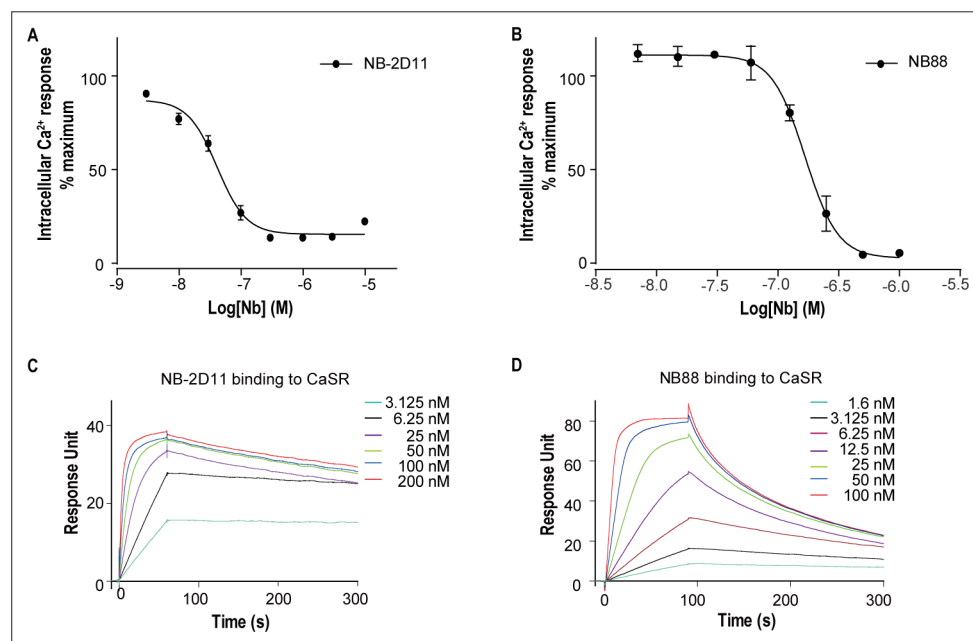 A
Intracellular Ca²⁺ response
% maximum
100
50
0
NB-2D11
-9
-8
-7
-6
-5
Log[Nb] (M)
B
Intracellular Ca²⁺ response
% maximum
100
50
0
NB88
-8.5
-8.0
-7.5
-7.0
-6.5
-6.0
-5.5
Log[Nb] (M)
C
NB-2D11 binding to CaSR
Response Unit
40
20
0
3.125 nM
6.25 nM
25 nM
50 nM
100 nM
200 nM
0
100
200
300
Time (s)
D
NB88 binding to CaSR
Response Unit
80
60
40
20
0
1.6 nM
3.125 nM
6.25 nM
12.5 nM
25 nM
50 nM
100 nM
0
100
200
300
Time (s)